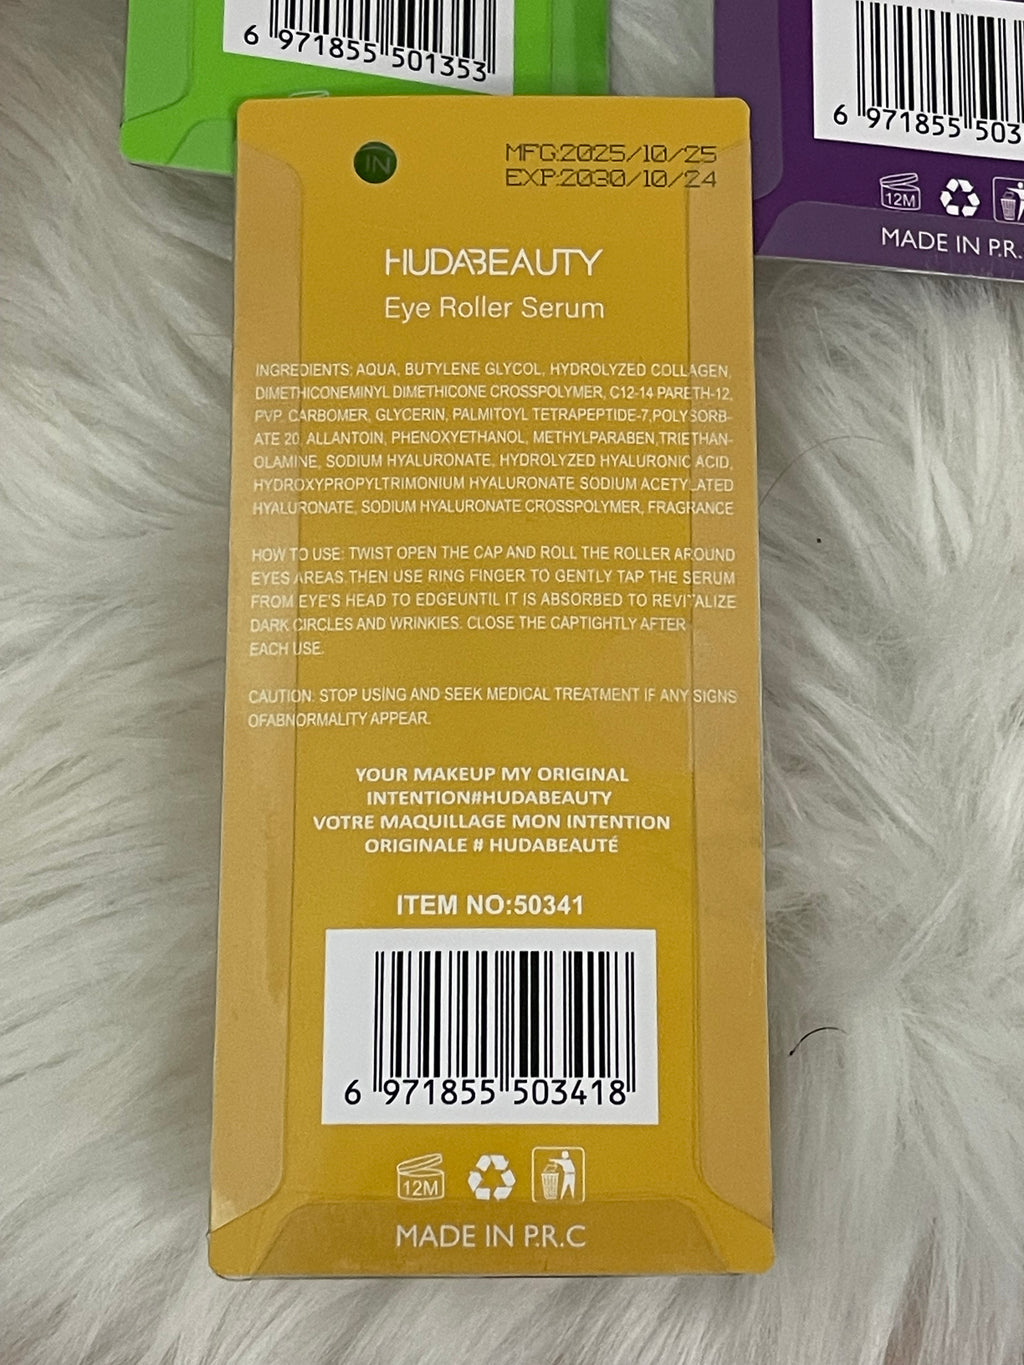 6 971855 501353
6 971855 503
12M
MADE IN P.R.
IN
MFG:2025/10/25
EXP:2030/10/24
HUDABEAUTY
Eye Roller Serum
INGREDIENTS: AQUA, BUTYLENE GLYCOL, HYDROLYZED COLLAGEN,
DIMETHICONEMINYL DIMETHICONE CROSSPOLYMER, C12-14 PARETH-12,
PVP, CARBOMER, GLYCERIN, PALMITOYL TETRAPEPTIDE-7,POLYSORB-
ATE 20, ALLANTOIN, PHENOXYETHANOL, METHYLPARABEN,TRIETHAN-
OLAMINE, SODIUM HYALURONATE, HYDROLYZED HYALURONIC ACID,
HYDROXYPROPYLTRIMONIUM HYALURONATE SODIUM ACETYLATED
HYALURONATE, SODIUM HYALURONATE CROSSPOLYMER, FRAGRANCE
HOW TO USE: TWIST OPEN THE CAP AND ROLL THE ROLLER AROUND
EYES AREAS.THEN USE RING FINGER TO GENTLY TAP THE SERUM
FROM EYE'S HEAD TO EDGEUNTIL IT IS ABSORBED TO REVITALIZE
DARK CIRCLES AND WRINKIES. CLOSE THE CAPTIGHTLY AFTER
EACH USE.
CAUTION: STOP USING AND SEEK MEDICAL TREATMENT IF ANY SIGNS
OFABNORMALITY APPEAR.
YOUR MAKEUP MY ORIGINAL
INTENTION#HUDABEAUTY
VOTRE MAQUILLAGE MON INTENTION
ORIGINALE # HUDABEAUTÉ
ITEM NO:50341
6 971855 503418
12M
MADE IN P.R.C